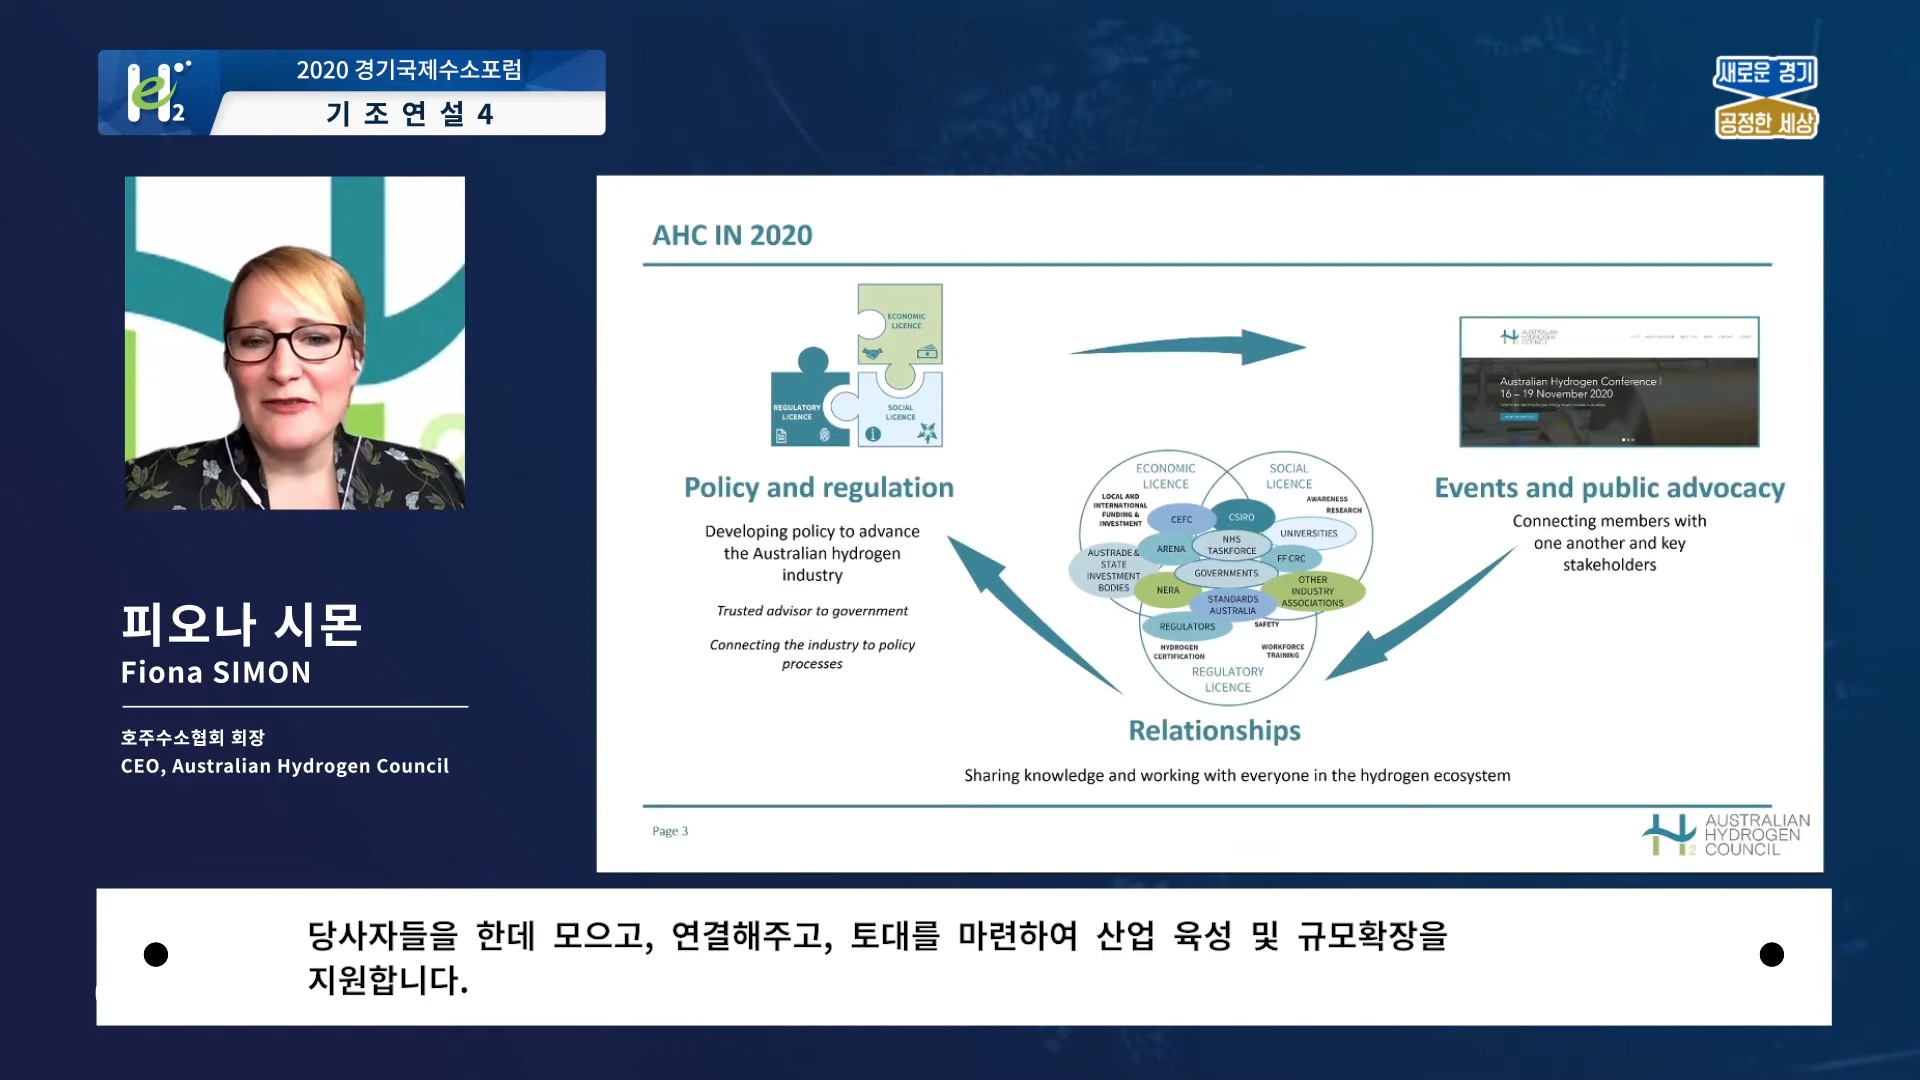 2020 경기국제수소포럼
기조연설4
새로운 경기
공정한 세상
피오나 시몬
Fiona SIMON
호주수소협회 회장
CEO, Australian Hydrogen Council
AHC IN 2020
ECONOMIC
LICENCE
REGULATORY
LICENCE
SOCIAL
LICENCE
Policy and regulation
Developing policy to advance
the Australian hydrogen
industry
Trusted advisor to government
Connecting the industry to policy
processes
AUSTRALIAN
HYDROGEN
COUNCIL
Australian Hydrogen Conference
16 – 19 November 2020
Events and public advocacy
Connecting members with
one another and key
stakeholders
ECONOMIC
LICENCE
SOCIAL
LICENCE
LOCAL AND
INTERNATIONAL
FUNDING &
INVESTMENT
AWARENESS
RESEARCH
CEFC
CSIRO
UNIVERSITIES
ARENA
NHS
TASKFORCE
FF CRC
AUSTRADE &
STATE
INVESTMENT
BODIES
GOVERNMENTS
NERA
OTHER
INDUSTRY
ASSOCIATIONS
STANDARDS
AUSTRALIA
REGULATORS
SAFETY
HYDROGEN
CERTIFICATION
WORKFORCE
TRAINING
REGULATORY
LICENCE
Relationships
Sharing knowledge and working with everyone in the hydrogen ecosystem
Page 3
H2
AUSTRALIAN
HYDROGEN
COUNCIL
당사자들을 한데 모으고, 연결해주고, 토대를 마련하여 산업 육성 및 규모확장을
지원합니다.